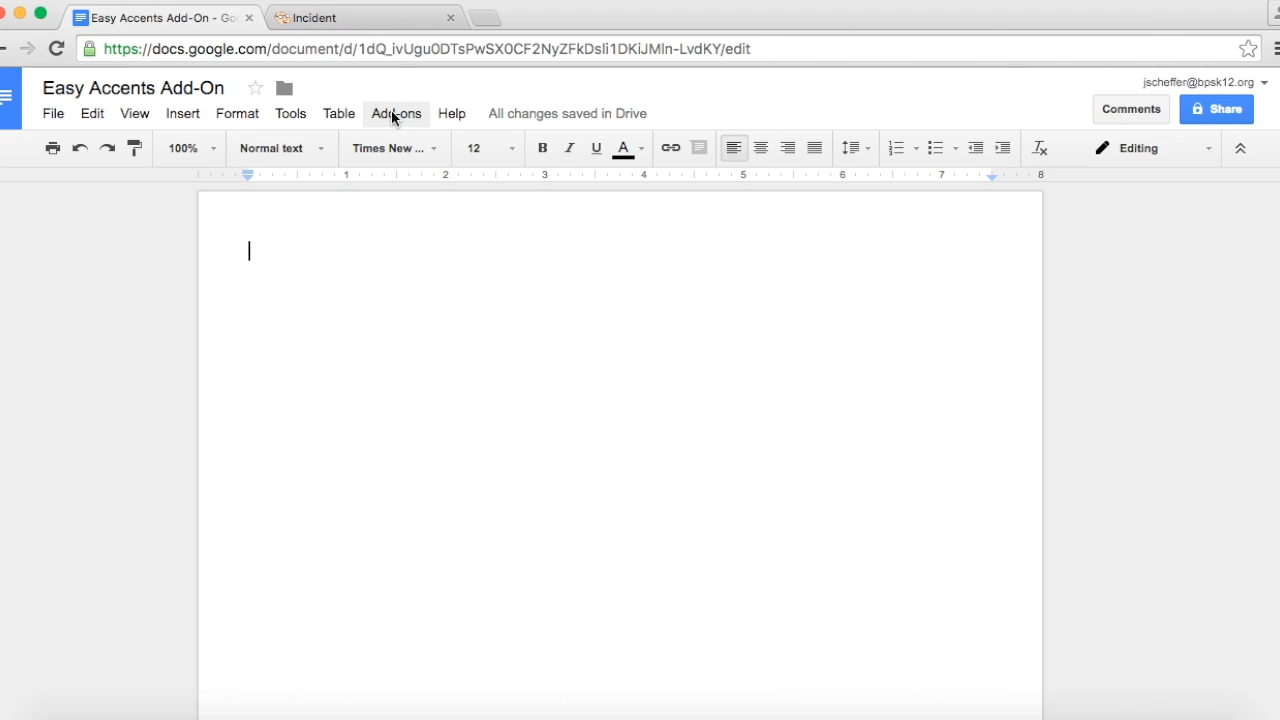 Easy Accents Add-On - Go
Incident
https://docs.google.com/document/d/1dQ_ivUgu0DTsPwSX0CF2NyZFkDsIi1DKiJMln-LvdKY/edit
Easy Accents Add-On
jscheffer@bpsk12.org
File Edit View Insert Format Tools Table Add-ons Help All changes saved in Drive
Comments Share
100% Normal text Times New ... 12 B I U A Editing
1 2 3 4 5 6 7 8